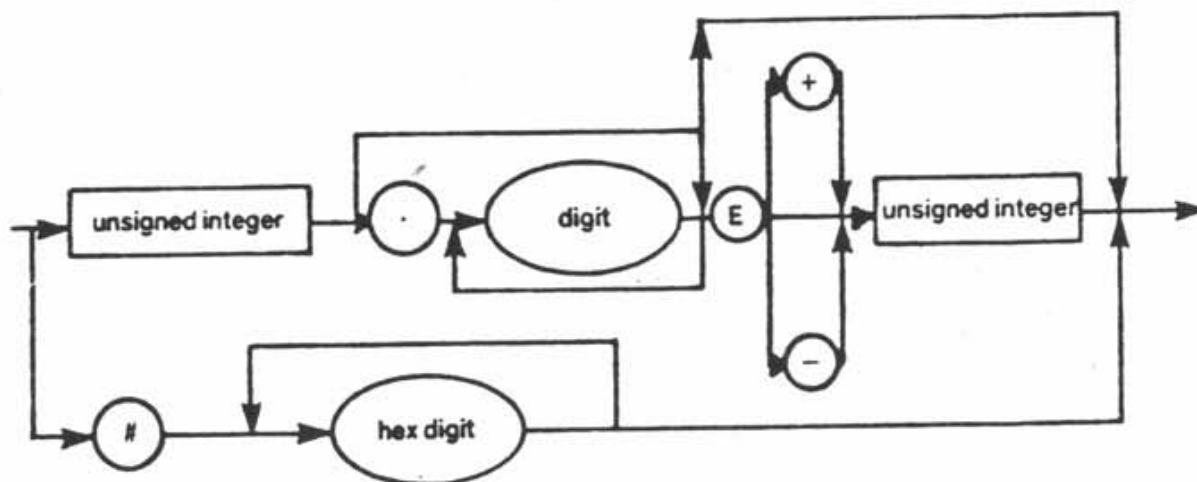 +
unsigned integer . digit E unsigned integer
-
# hex digit